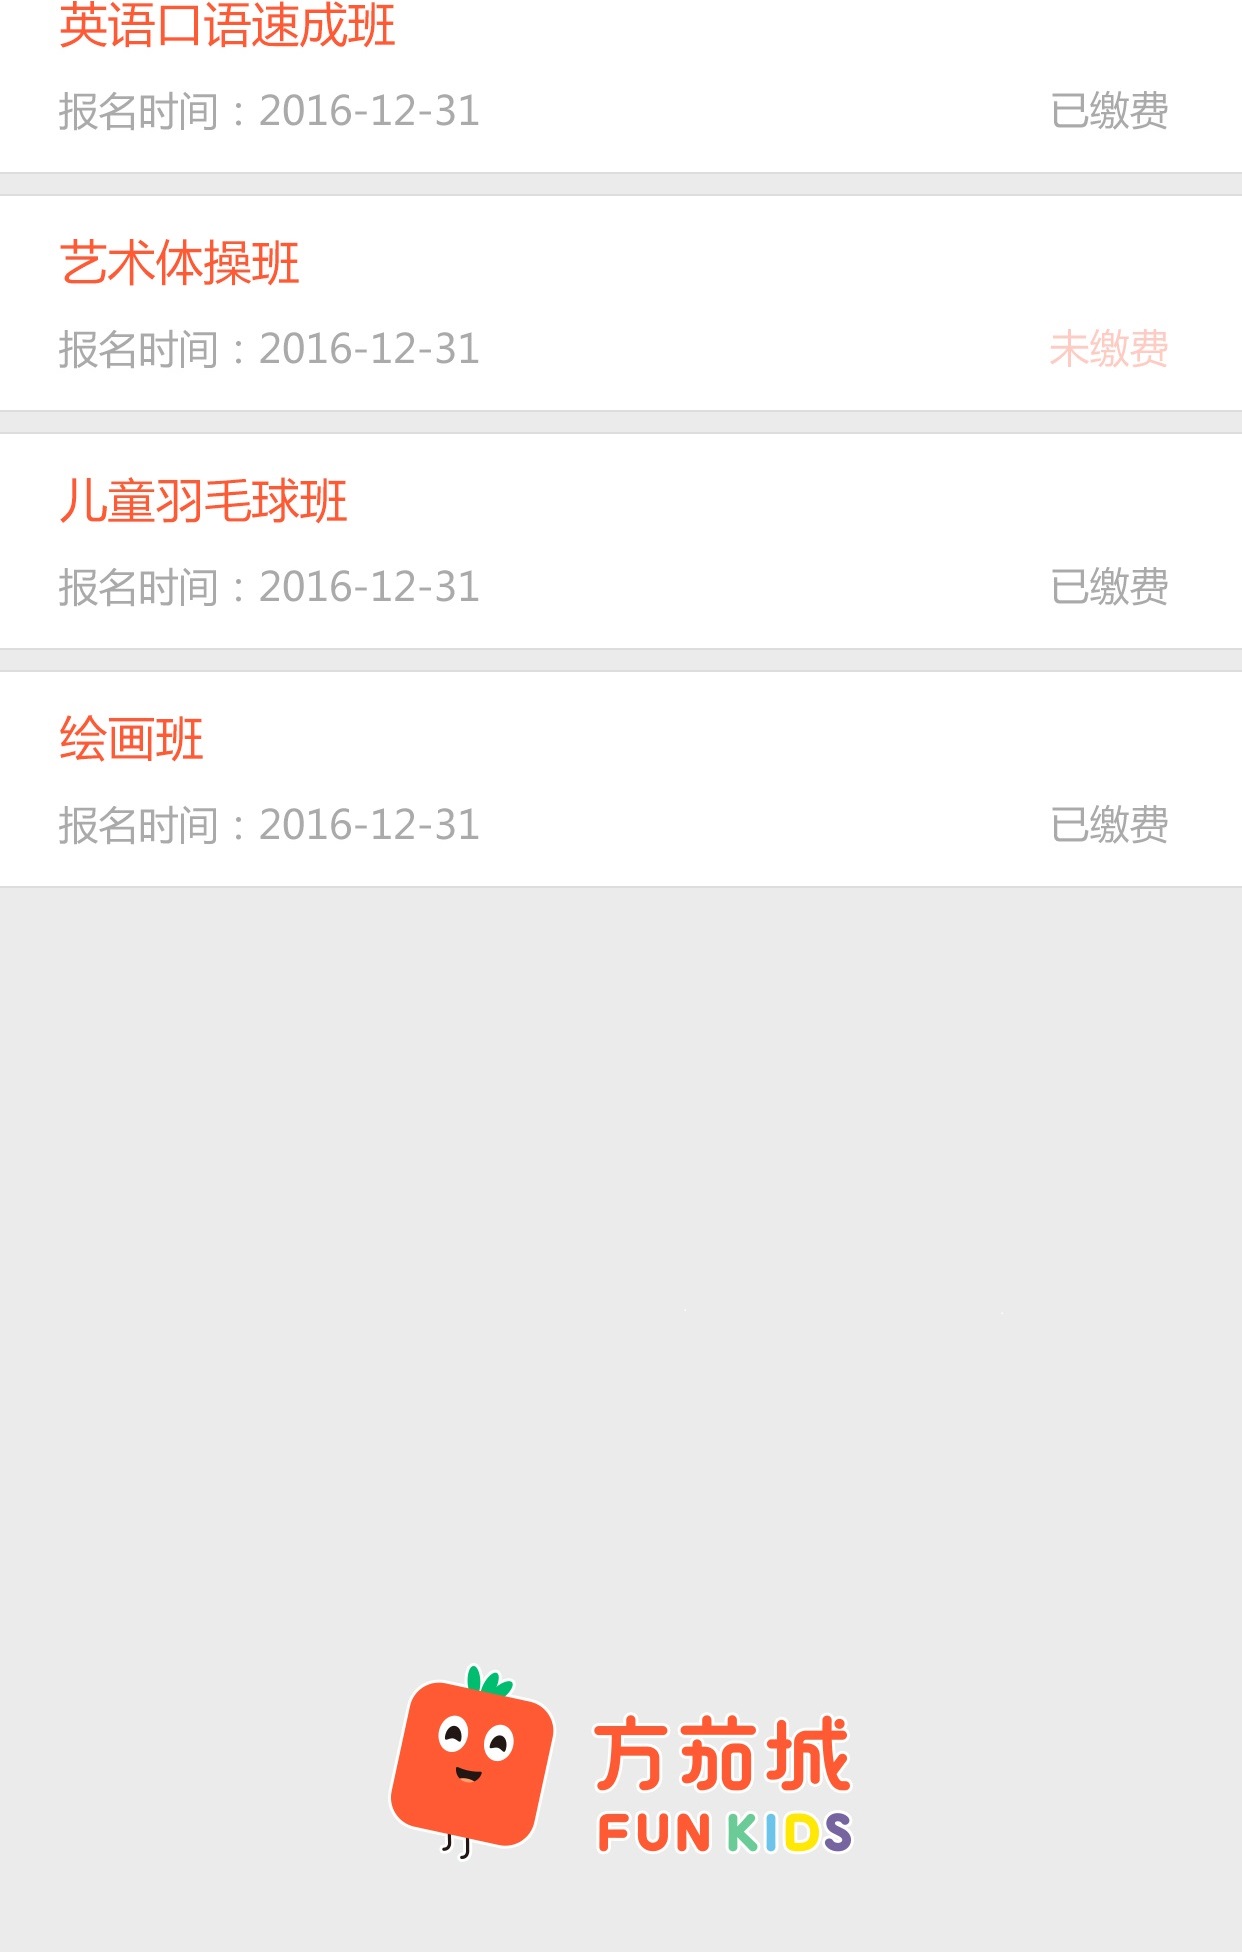 英语口语速成班
报名时间：2016-12-31 已缴费
艺术体操班
报名时间：2016-12-31 未缴费
儿童羽毛球班
报名时间：2016-12-31 已缴费
绘画班
报名时间：2016-12-31 已缴费
方茄城
FUN KIDS